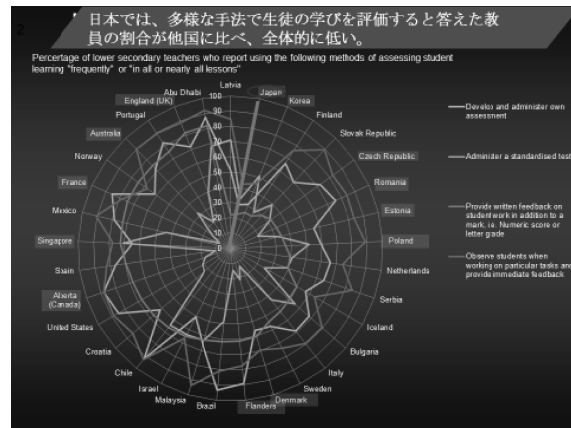 2
日本では、多様な手法で生徒の学びを評価すると答えた教
員の割合が他国に比べ、全体的に低い。
Percertage of lower secondary teachers who report using the following methods of assessing student
learning "frequently" or "in all or nearly all lessons"
Latvia
Japan
Korea
Finland
Slovak Republic
Czech Republic
Romania
Estonia
Poland
Netherlands
Serbia
Iceland
Bulgaria
Italy
Sweden
Denmark
Flanders
Brazil
Malaysia
Israel
Chile
Croatia
United States
Alberta
(Canada)
Spain
Singapore
Mexico
France
Norway
Australia
Portugal
England (UK)
Abu Dhabi
100
90
80
70
60
50
40
30
20
10
0
Develop and administer own
assessment
Administer a standardised test
Provide written feedback on
student work in addition to a
mark, i.e. Numeric score or
letter grade
Observe students when
working on particular tasks and
provide immediate feedback